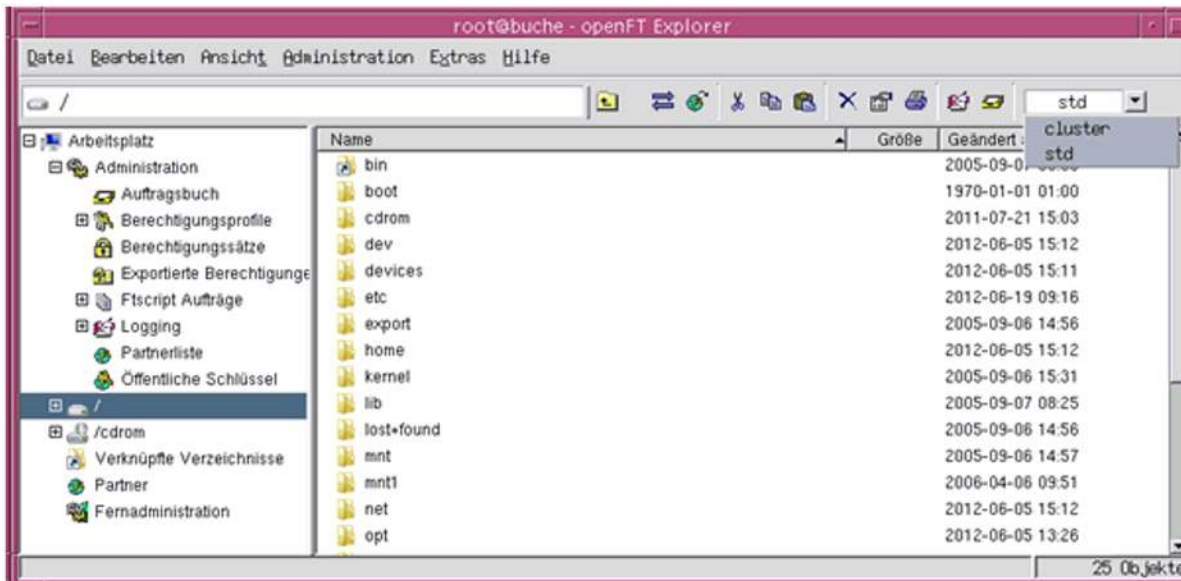 root@buche - openFT Explorer
Datei Bearbeiten Ansicht Administration Extras Hilfe
/ std
cluster
std
Arbeitsplatz
Administration
Auftragsbuch
Berechtigungsprofile
Berechtigungssätze
Exportierte Berechtigunge
Ftscript Aufträge
Logging
Partnerliste
Öffentliche Schlüssel
/
/cdrom
Verknüpfte Verzeichnisse
Partner
Fernadministration
Name Größe Geändert
bin
boot 1970-01-01 01:00
cdrom 2011-07-21 15:03
dev 2012-06-05 15:12
devices 2012-06-05 15:11
etc 2012-06-19 09:16
export 2005-09-06 14:56
home 2012-06-05 15:12
kernel 2005-09-06 15:31
lib 2005-09-07 08:25
lost+found 2005-09-06 14:56
mnt 2005-09-06 14:57
mnt1 2006-04-06 09:51
net 2012-06-05 15:12
opt 2012-06-05 13:26
25 Objekte